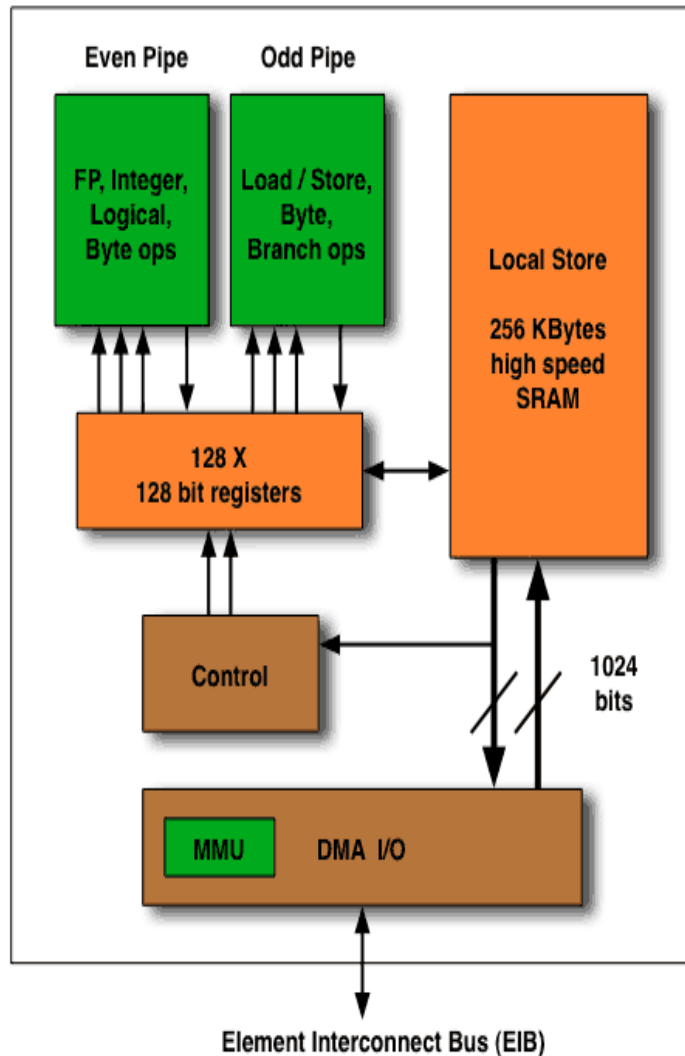 Even Pipe
Odd Pipe
FP, Integer,
Logical,
Byte ops
Load / Store,
Byte,
Branch ops
Local Store
256 KBytes
high speed
SRAM
128 X
128 bit registers
Control
1024
bits
MMU
DMA I/O
Element Interconnect Bus (EIB)